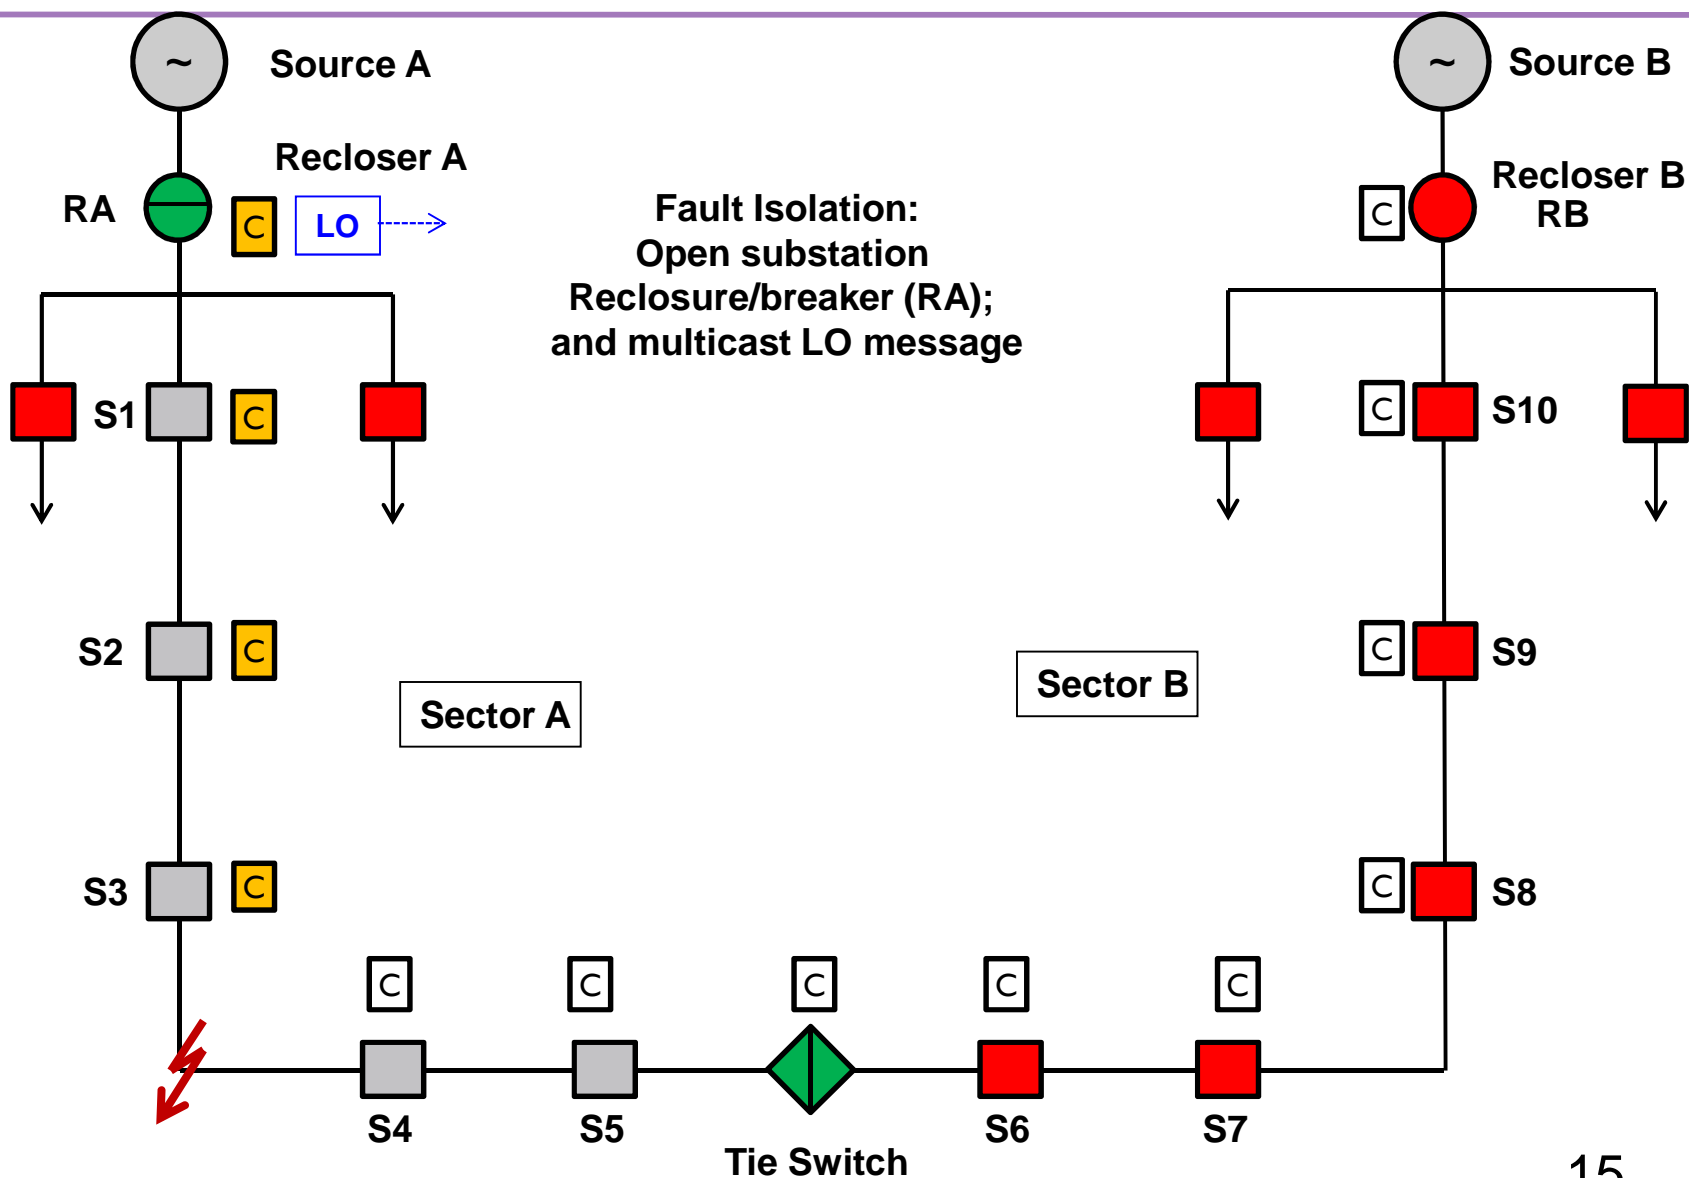 ~
Source A
~
Source B
Recloser A
RA
C
LO
Fault Isolation:
Open substation
Reclosure/breaker (RA);
and multicast LO message
C
Recloser B
RB
S1
C
C
S10
S2
C
C
S9
Sector A
Sector B
S3
C
C
S8
C
C
C
C
C
S4
S5
S6
S7
Tie Switch
15